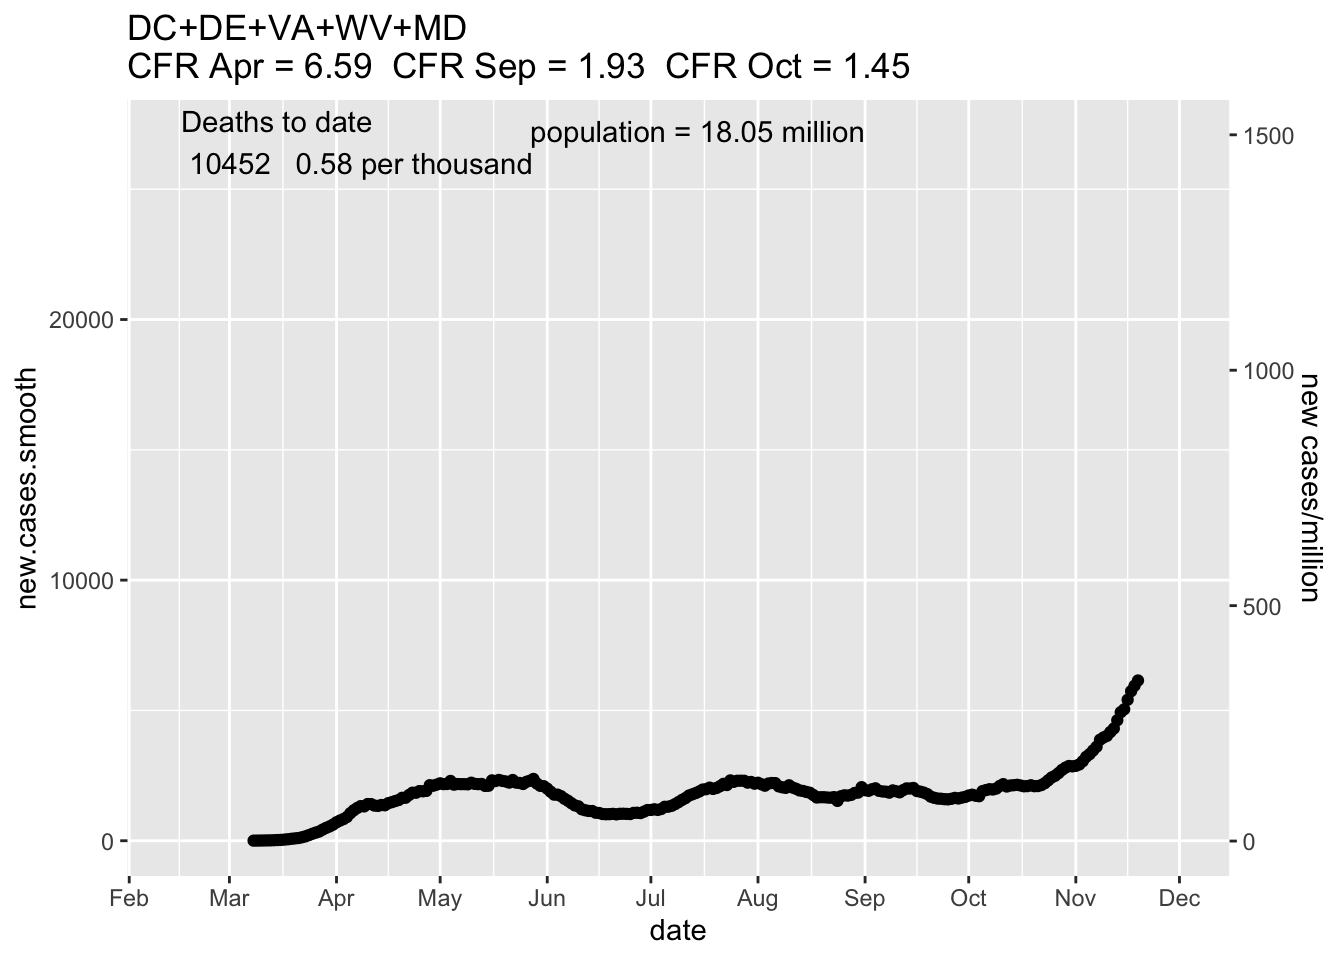 DC+DE+VA+WV+MD
CFR Apr = 6.59  CFR Sep = 1.93  CFR Oct = 1.45
Deaths to date
10452   0.58 per thousand
population = 18.05 million
new.cases.smooth
20000
10000
0
1500
1000
500
0
new cases/million
Feb Mar Apr May Jun Jul Aug Sep Oct Nov Dec
date